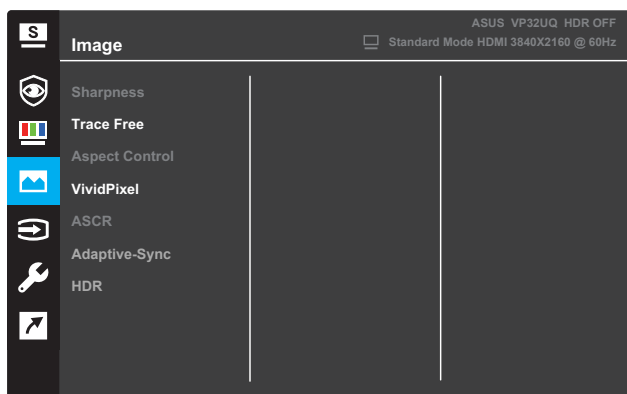 S
ASUS VP32UQ HDR OFF
Image
Standard Mode HDMI 3840X2160 @ 60Hz
Sharpness
Trace Free
Aspect Control
VividPixel
ASCR
Adaptive-Sync
HDR